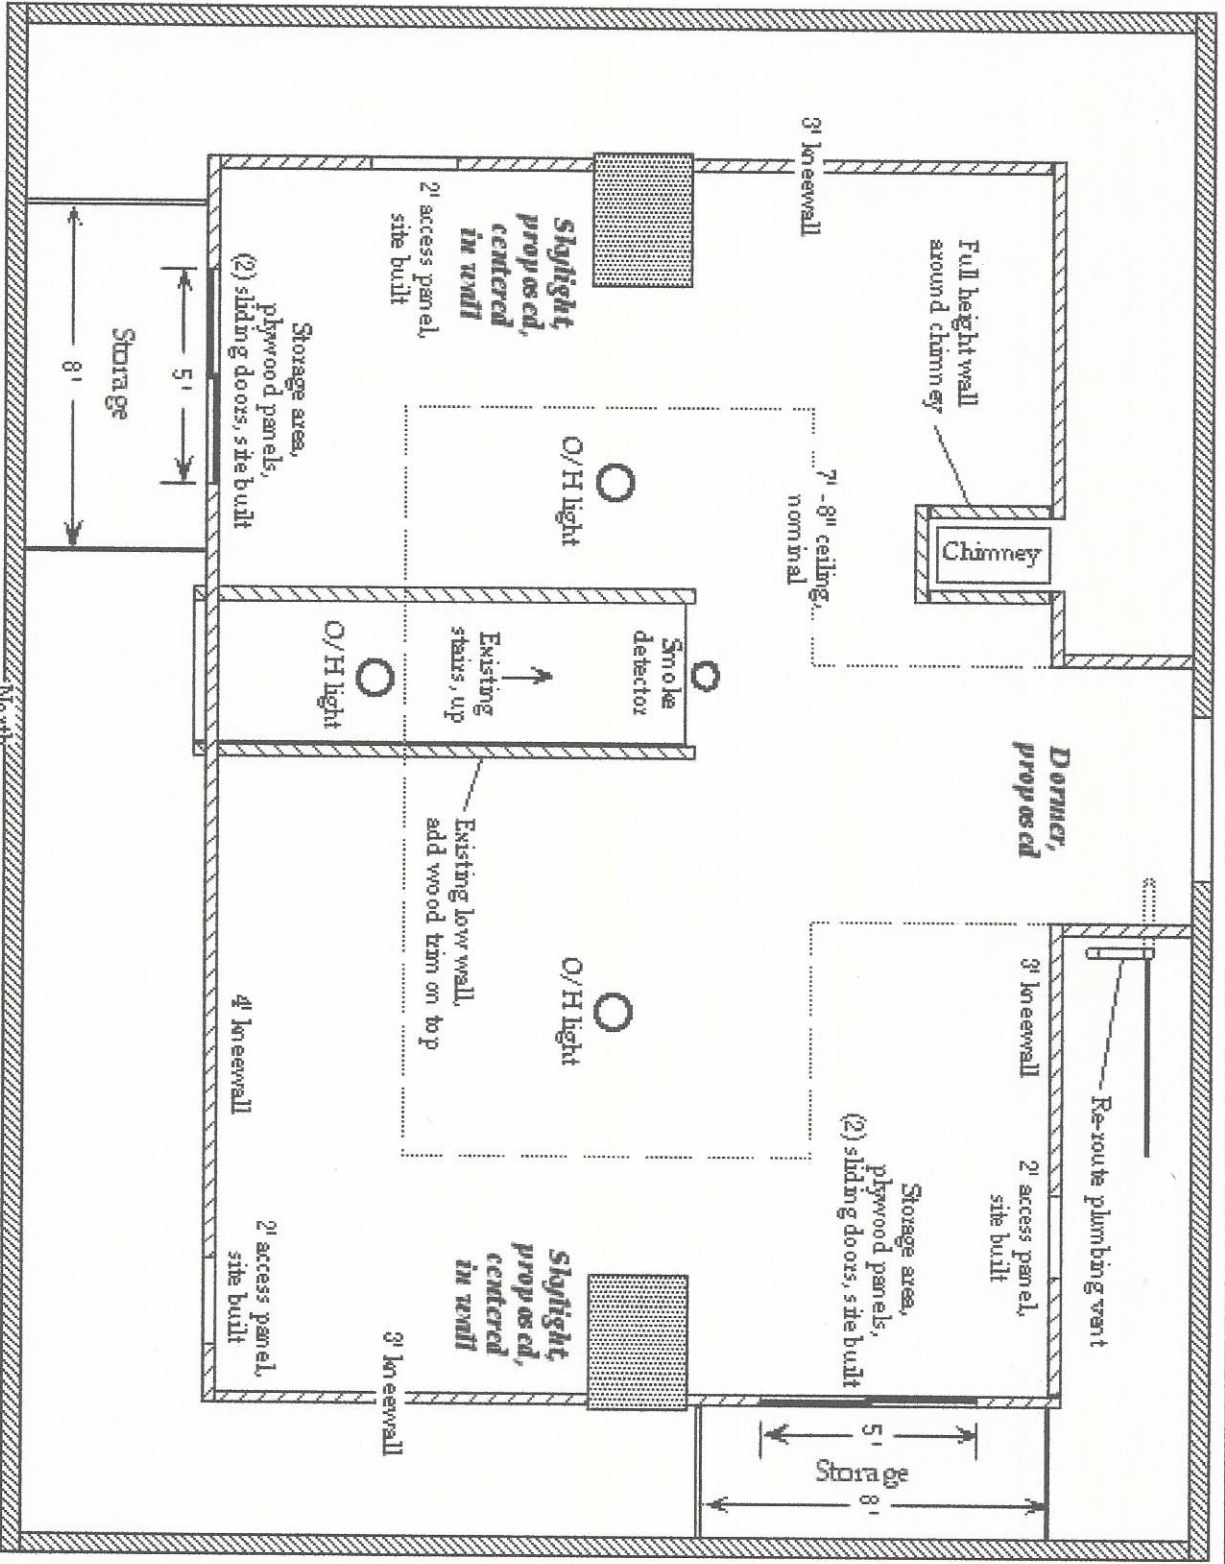 Dormer,
proposed
Re-route plumbing vent
3' kneewall
2' access panel,
site built
Full height wall
around chimney
Chimney
3' kneewall
7'-8" ceiling,
nominal
Storage area,
plywood panels,
(2) sliding doors, site built
5'
Storage
8'
Smoke
detector
O/H light
O/H light
Skylight,
proposed,
centered
in wall
Skylight,
proposed,
centered
in wall
Existing
stairs, up
Existing low wall,
add wood trim on top
2' access panel,
site built
O/H light
3' kneewall
Storage area,
plywood panels,
(2) sliding doors, site built
4' kneewall
2' access panel,
site built
5'
Storage
8'
North